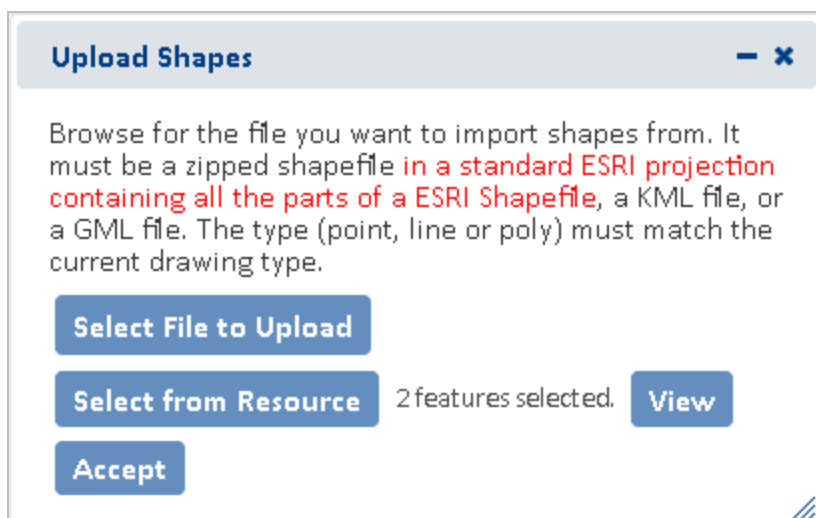 Upload Shapes
Browse for the file you want to import shapes from. It
must be a zipped shapefile in a standard ESRI projection
containing all the parts of a ESRI Shapefile, a KML file, or
a GML file. The type (point, line or poly) must match the
current drawing type.
Select File to Upload
Select from Resource 2 features selected. View
Accept